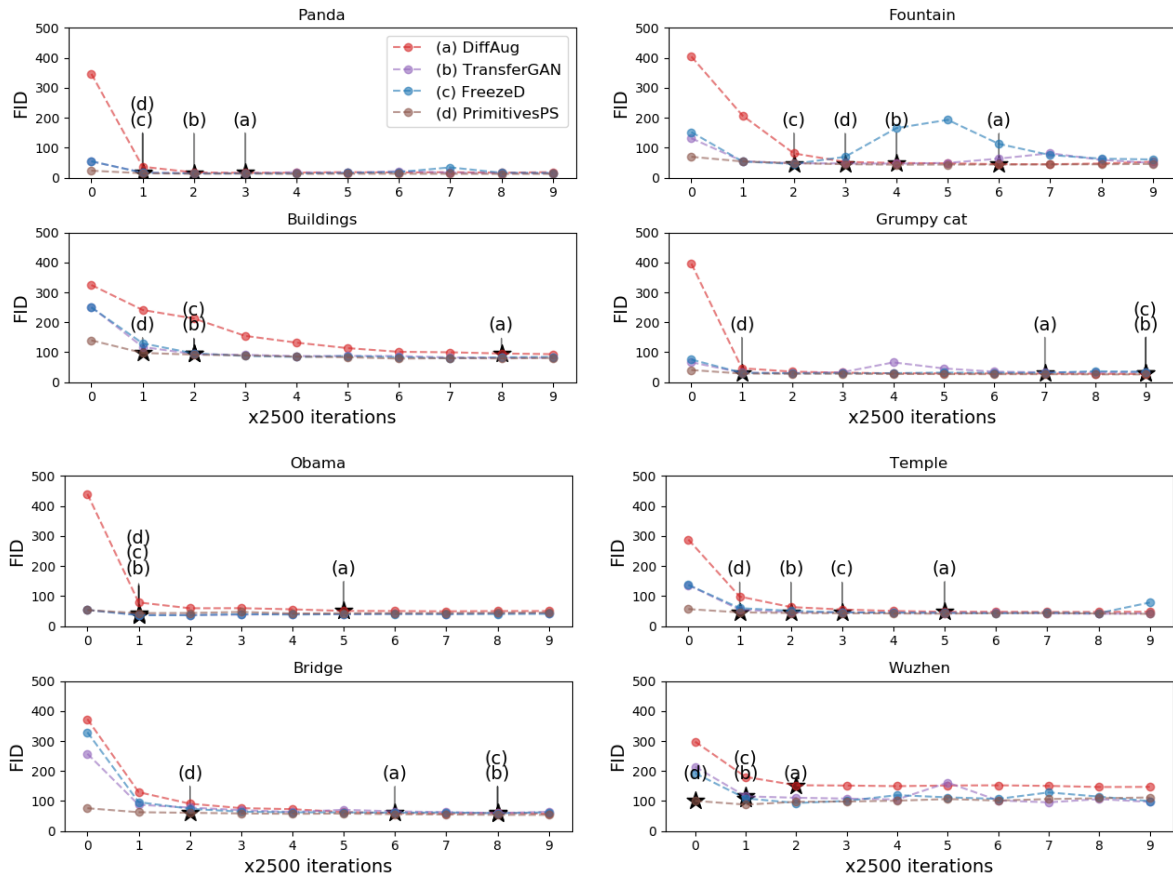 Panda
500
400
300
200
100
0
FID
(a) DiffAug
(b) TransferGAN
(c) FreezeD
(d) PrimitivesPS
(d)
(c)
(b)
(a)
0 1 2 3 4 5 6 7 8 9
Fountain
500
400
300
200
100
0
FID
(c)
(d)
(b)
(a)
0 1 2 3 4 5 6 7 8 9
Buildings
500
400
300
200
100
0
FID
(d)
(c)
(b)
(a)
0 1 2 3 4 5 6 7 8 9
x2500 iterations
Grumpy cat
500
400
300
200
100
0
FID
(d)
(a)
(c)
(b)
0 1 2 3 4 5 6 7 8 9
x2500 iterations
Obama
500
400
300
200
100
0
FID
(d)
(c)
(b)
(a)
0 1 2 3 4 5 6 7 8 9
Temple
500
400
300
200
100
0
FID
(d)
(b)
(c)
(a)
0 1 2 3 4 5 6 7 8 9
Bridge
500
400
300
200
100
0
FID
(d)
(a)
(c)
(b)
0 1 2 3 4 5 6 7 8 9
x2500 iterations
Wuzhen
500
400
300
200
100
0
FID
(d)
(c)
(b)
(a)
0 1 2 3 4 5 6 7 8 9
x2500 iterations